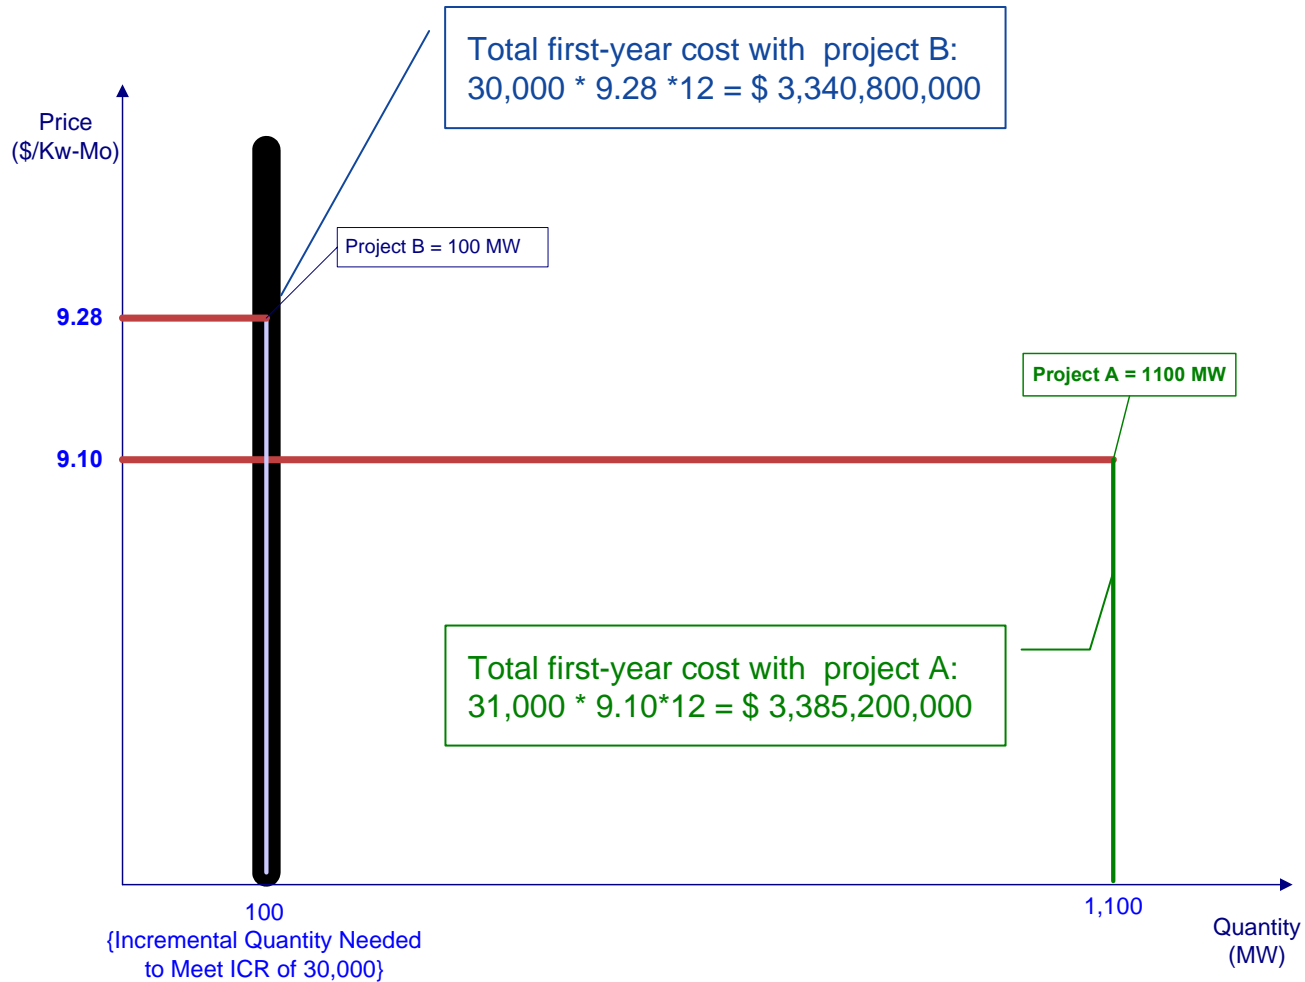 Total first-year cost with  project B:
30,000 * 9.28 *12 = $ 3,340,800,000
Price
($/Kw-Mo)
Project B = 100 MW
9.28
Project A = 1100 MW
9.10
Total first-year cost with  project A:
31,000 * 9.10*12 = $ 3,385,200,000
100
{Incremental Quantity Needed
to Meet ICR of 30,000}
1,100
Quantity
(MW)